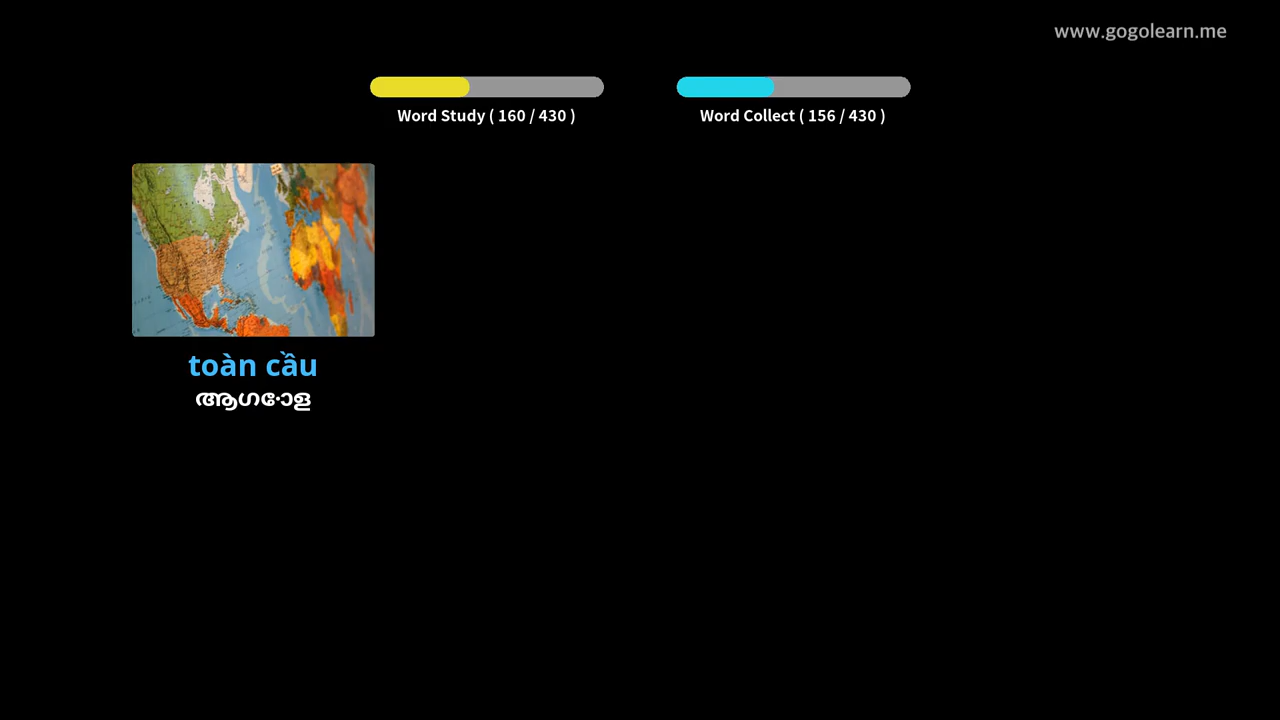 www.gogolearn.me
Word Study ( 160 / 430 )
Word Collect ( 156 / 430 )
toàn cầu
ആഗോള